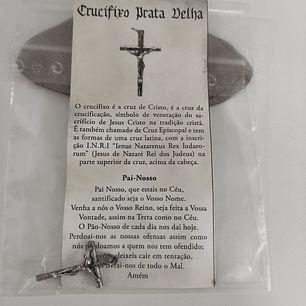 Crucifixo Prata Velha
O crucifixo é a cruz de Cristo, é a cruz da
crucificação, símbolo de veneração do sa-
crifício de Jesus Cristo na tradição cristã.
É também chamado de Cruz Episcopal e tem
as formas de uma cruz latina, com a inscrição
I.N.R.I "Ienus Nazarenus Rex Iudaeo-
rum" (Jesus de Nazaré Rei dos Judeus) na
parte superior da cruz, acima da cabeça.
Pai-Nosso
Pai Nosso, que estais no Céu,
santificado seja o Vosso Nome.
Venha a nós o Vosso Reino, seja feita a Vossa
Vontade, assim na Terra como no Céu.
O Pão-Nosso de cada dia nos dai hoje.
Perdoai-nos as nossas ofensas assim como
nós perdoamos a quem nos tem ofendido;
deixeis cair em tentação,
de todo o Mal.
Amém